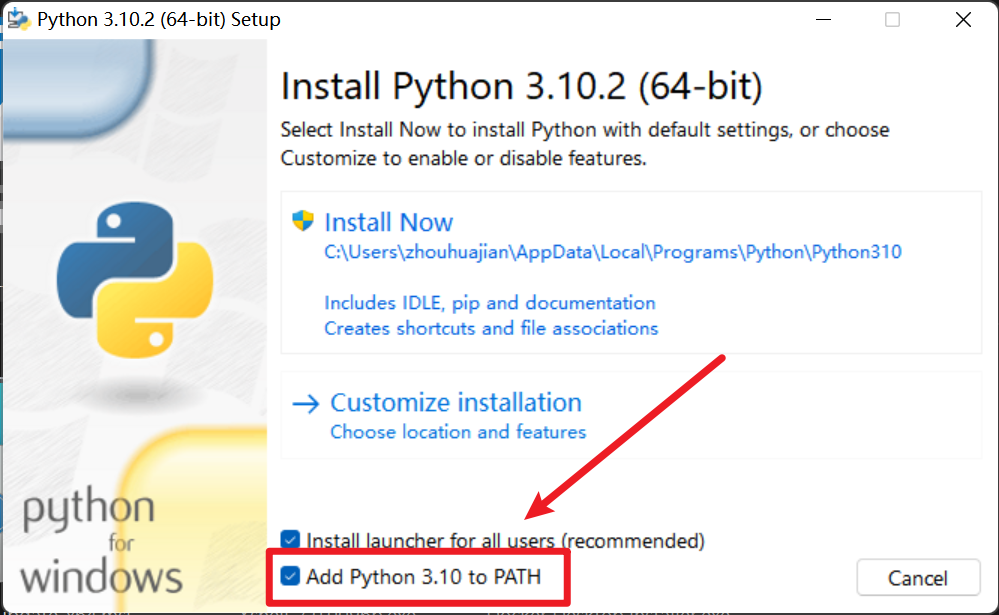 Python 3.10.2 (64-bit) Setup
Install Python 3.10.2 (64-bit)
Select Install Now to install Python with default settings, or choose
Customize to enable or disable features.
Install Now
C:\Users\zhouhuajian\AppData\Local\Programs\Python\Python310
Includes IDLE, pip and documentation
Creates shortcuts and file associations
Customize installation
Choose location and features
python
for
windows
Install launcher for all users (recommended)
Add Python 3.10 to PATH
Cancel